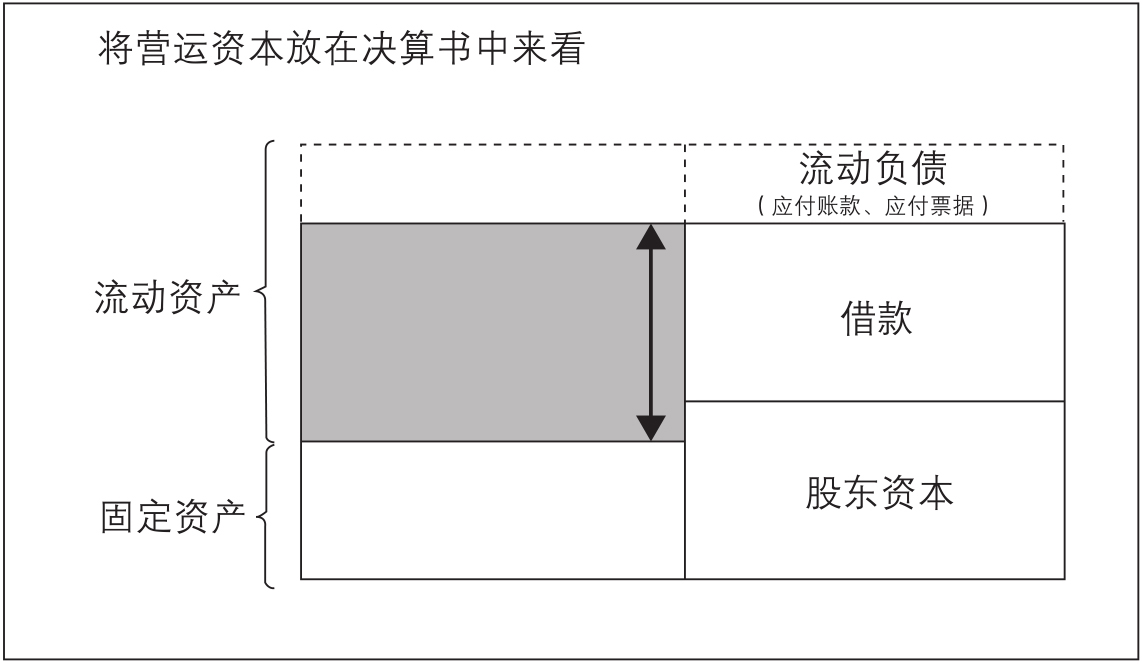 将营运资本放在决算书中来看
流动负债
(应付账款、应付票据)
流动资产
借款
股东资本
固定资产